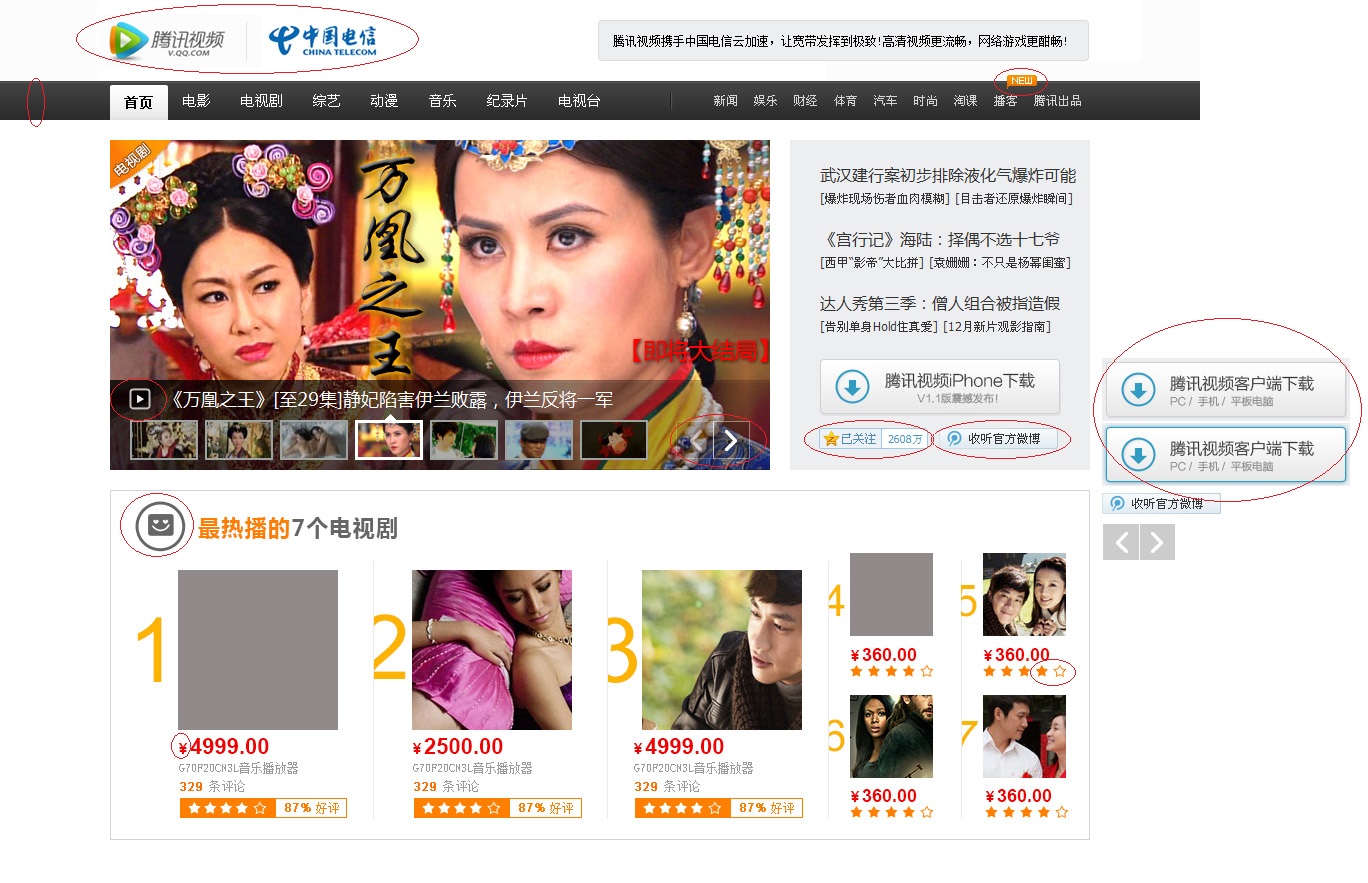 腾讯视频
V.QQ.COM
中国电信
CHINA TELECOM
腾讯视频携手中国电信云加速，让宽带发挥到极致!高清视频更流畅，网络游戏更酣畅!
NEW
首页 电影 电视剧 综艺 动漫 音乐 纪录片 电视台 新闻 娱乐 财经 体育 汽车 时尚 淘课 播客 腾讯出品
电视剧
万凰之王
【即将大结局】
《万凰之王》[至29集]静妃陷害伊兰败露，伊兰反将一军
武汉建行案初步排除液化气爆炸可能
[爆炸现场伤者血肉模糊] [目击者还原爆炸瞬间]
《宫行记》海陆：择偶不选十七爷
[西甲“影帝”大比拼] [袁姗姗：不只是杨幂闺蜜]
达人秀第三季：僧人组合被指造假
[告别单身Hold住真爱] [12月新片观影指南]
腾讯视频iPhone下载
V1.1版震撼发布!
已关注 2608万 收听官方微博
腾讯视频客户端下载
PC / 手机 / 平板电脑
腾讯视频客户端下载
PC / 手机 / 平板电脑
收听官方微博
最热播的7个电视剧
1
¥4999.00
G70F20CN3L音乐播放器
329 条评论
87% 好评
2
¥2500.00
G70F20CN3L音乐播放器
329 条评论
87% 好评
3
¥4999.00
G70F20CN3L音乐播放器
329 条评论
87% 好评
4
¥360.00
5
¥360.00
6
¥360.00
7
¥360.00